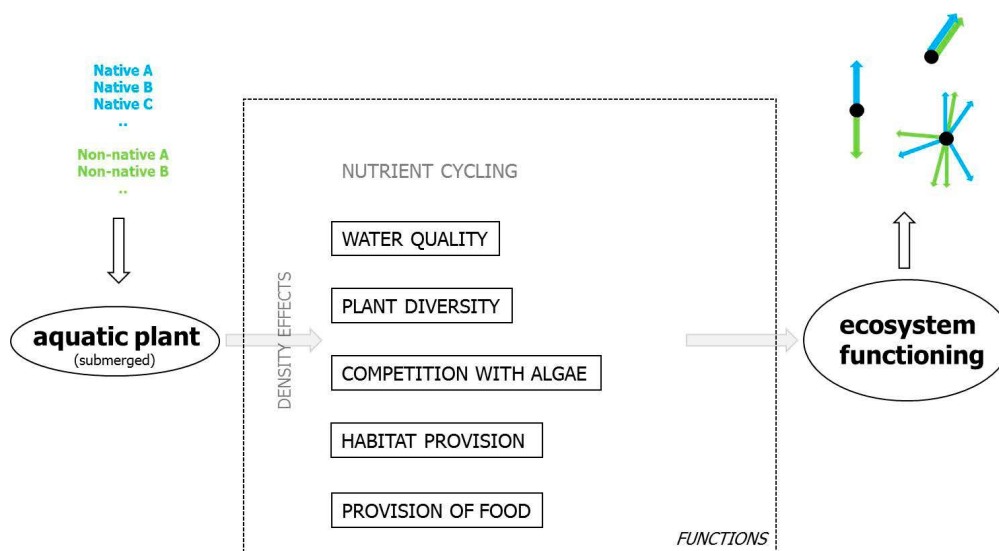 Native A
Native B
Native C
..
Non-native A
Non-native B
..
aquatic plant
(submerged)
DENSITY EFFECTS
NUTRIENT CYCLING
WATER QUALITY
PLANT DIVERSITY
COMPETITION WITH ALGAE
HABITAT PROVISION
PROVISION OF FOOD
FUNCTIONS
ecosystem
functioning